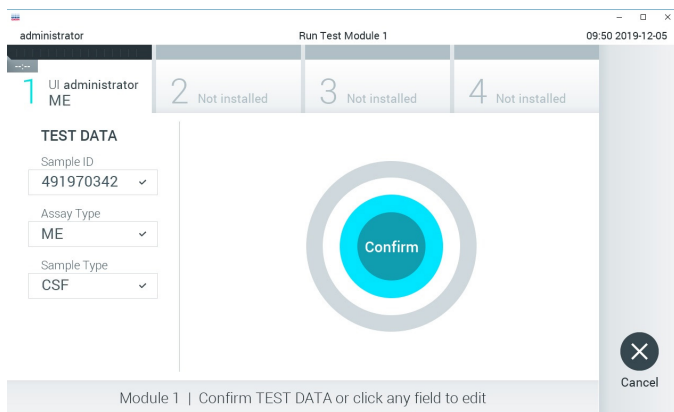 administrator
Run Test Module 1
09:50 2019-12-05
--:--
1 UI administrator
ME
2 Not installed
3 Not installed
4 Not installed
TEST DATA
Sample ID
491970342
Assay Type
ME
Sample Type
CSF
Confirm
Cancel
Module 1 | Confirm TEST DATA or click any field to edit